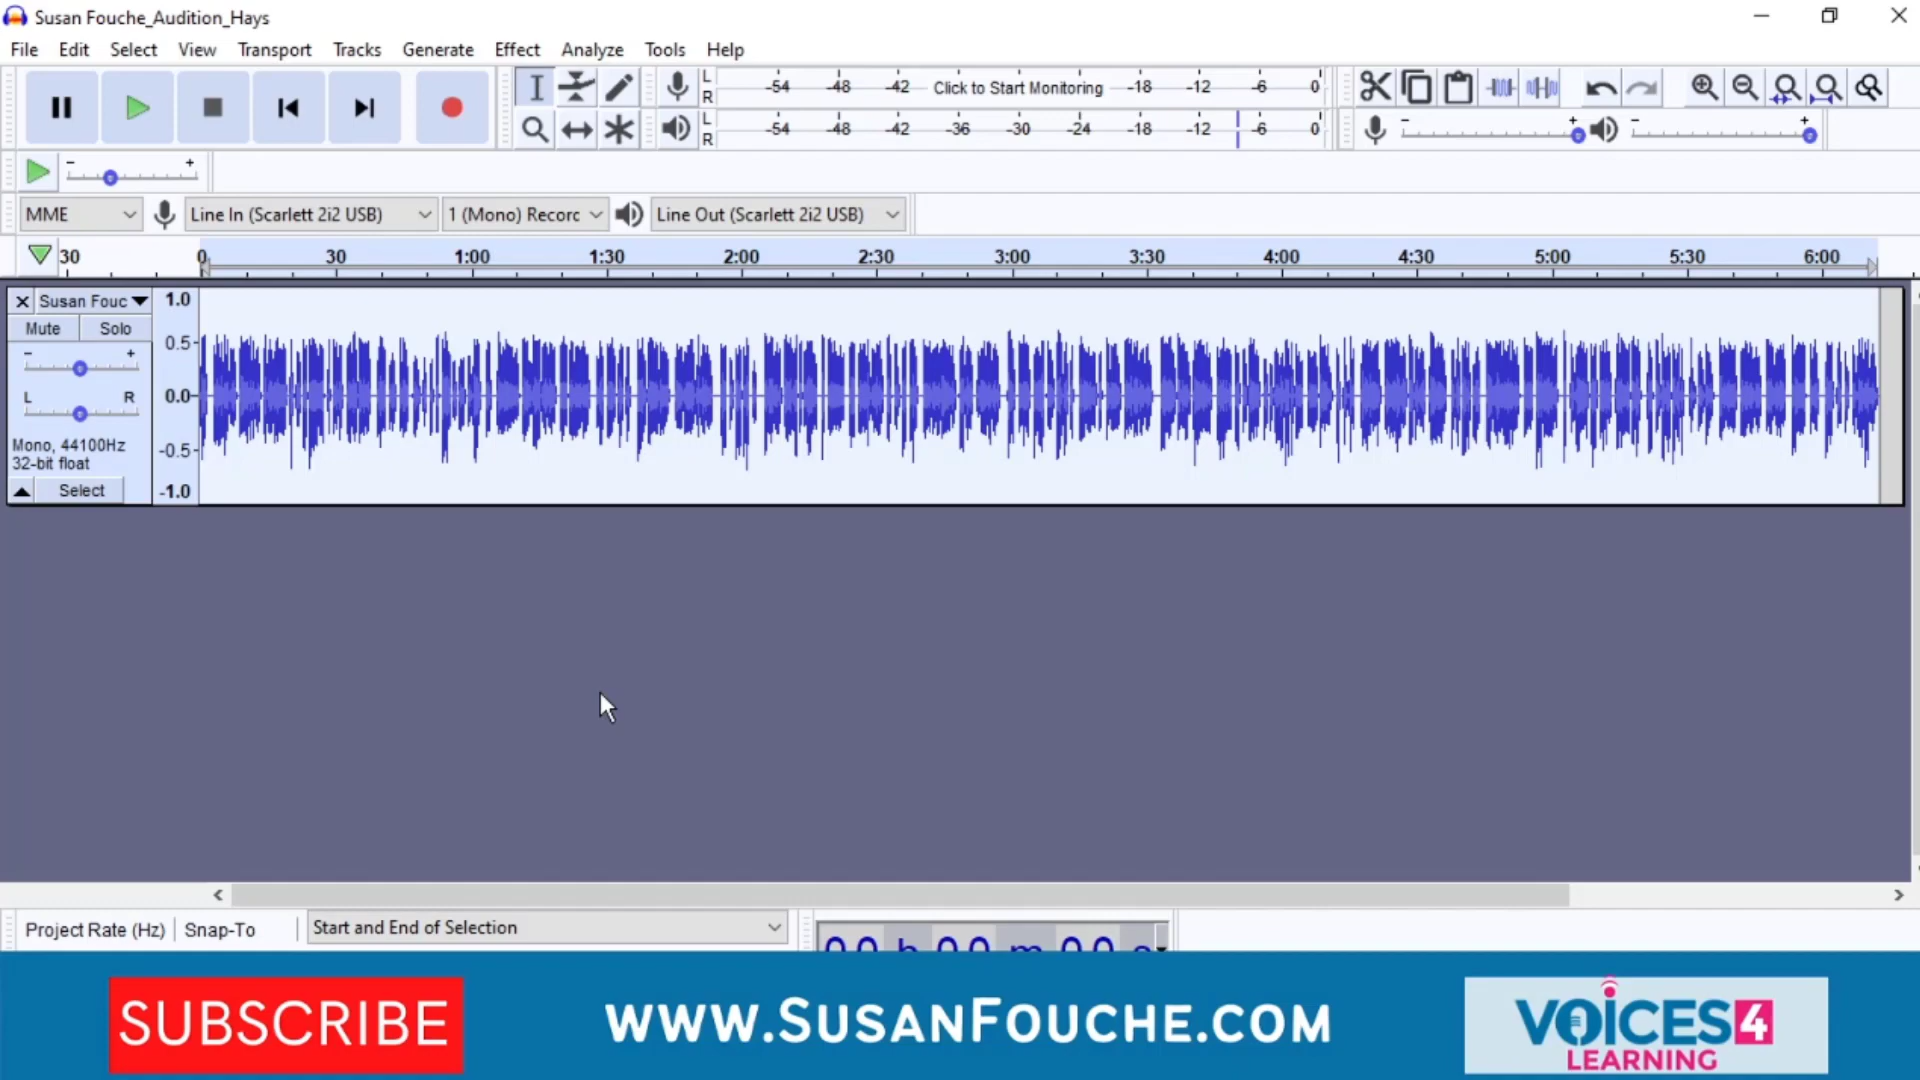 Susan Fouche_Audition_Hays
File Edit Select View Transport Tracks Generate Effect Analyze Tools Help
L
R
-54 -48 -42 Click to Start Monitoring -18 -12 -6 0
L
R
-54 -48 -42 -36 -30 -24 -18 -12 -6 0
MME Line In (Scarlett 2i2 USB) 1 (Mono) Recorc Line Out (Scarlett 2i2 USB)
30 0 30 1:00 1:30 2:00 2:30 3:00 3:30 4:00 4:30 5:00 5:30 6:00
Susan Fouc
Mute Solo
L R
Mono, 44100Hz
32-bit float
Select
1.0
0.5
0.0
-0.5
-1.0
Project Rate (Hz) Snap-To Start and End of Selection
00 h 00 m 00 s
SUBSCRIBE
www.SusanFouche.com
VOiCES4
LEARNING